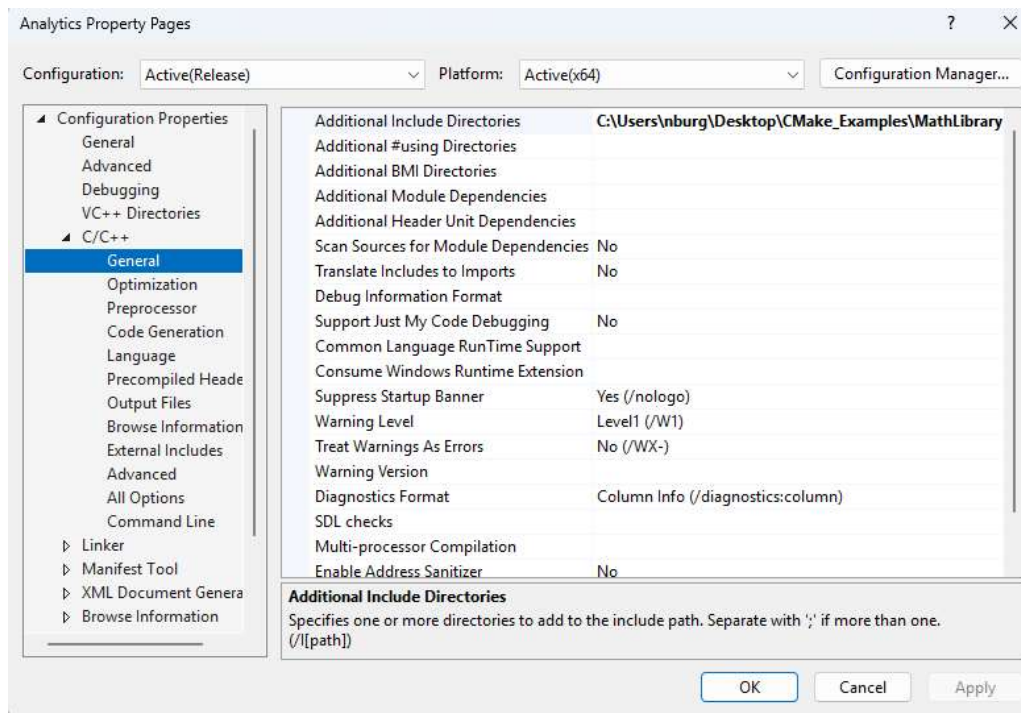 Analytics Property Pages ?
Configuration: Active(Release) Platform: Active(x64) Configuration Manager...
Configuration Properties
General
Advanced
Debugging
VC++ Directories
C/C++
General
Optimization
Preprocessor
Code Generation
Language
Precompiled Heade
Output Files
Browse Information
External Includes
Advanced
All Options
Command Line
Linker
Manifest Tool
XML Document Genera
Browse Information
Additional Include Directories C:\Users\nburg\Desktop\CMake_Examples\MathLibrary
Additional #using Directories
Additional BMI Directories
Additional Module Dependencies
Additional Header Unit Dependencies
Scan Sources for Module Dependencies No
Translate Includes to Imports No
Debug Information Format
Support Just My Code Debugging No
Common Language RunTime Support
Consume Windows Runtime Extension
Suppress Startup Banner Yes (/nologo)
Warning Level Level1 (/W1)
Treat Warnings As Errors No (/WX-)
Warning Version
Diagnostics Format Column Info (/diagnostics:column)
SDL checks
Multi-processor Compilation
Enable Address Sanitizer No
Additional Include Directories
Specifies one or more directories to add to the include path. Separate with ';' if more than one.
(/I[path])
OK Cancel Apply